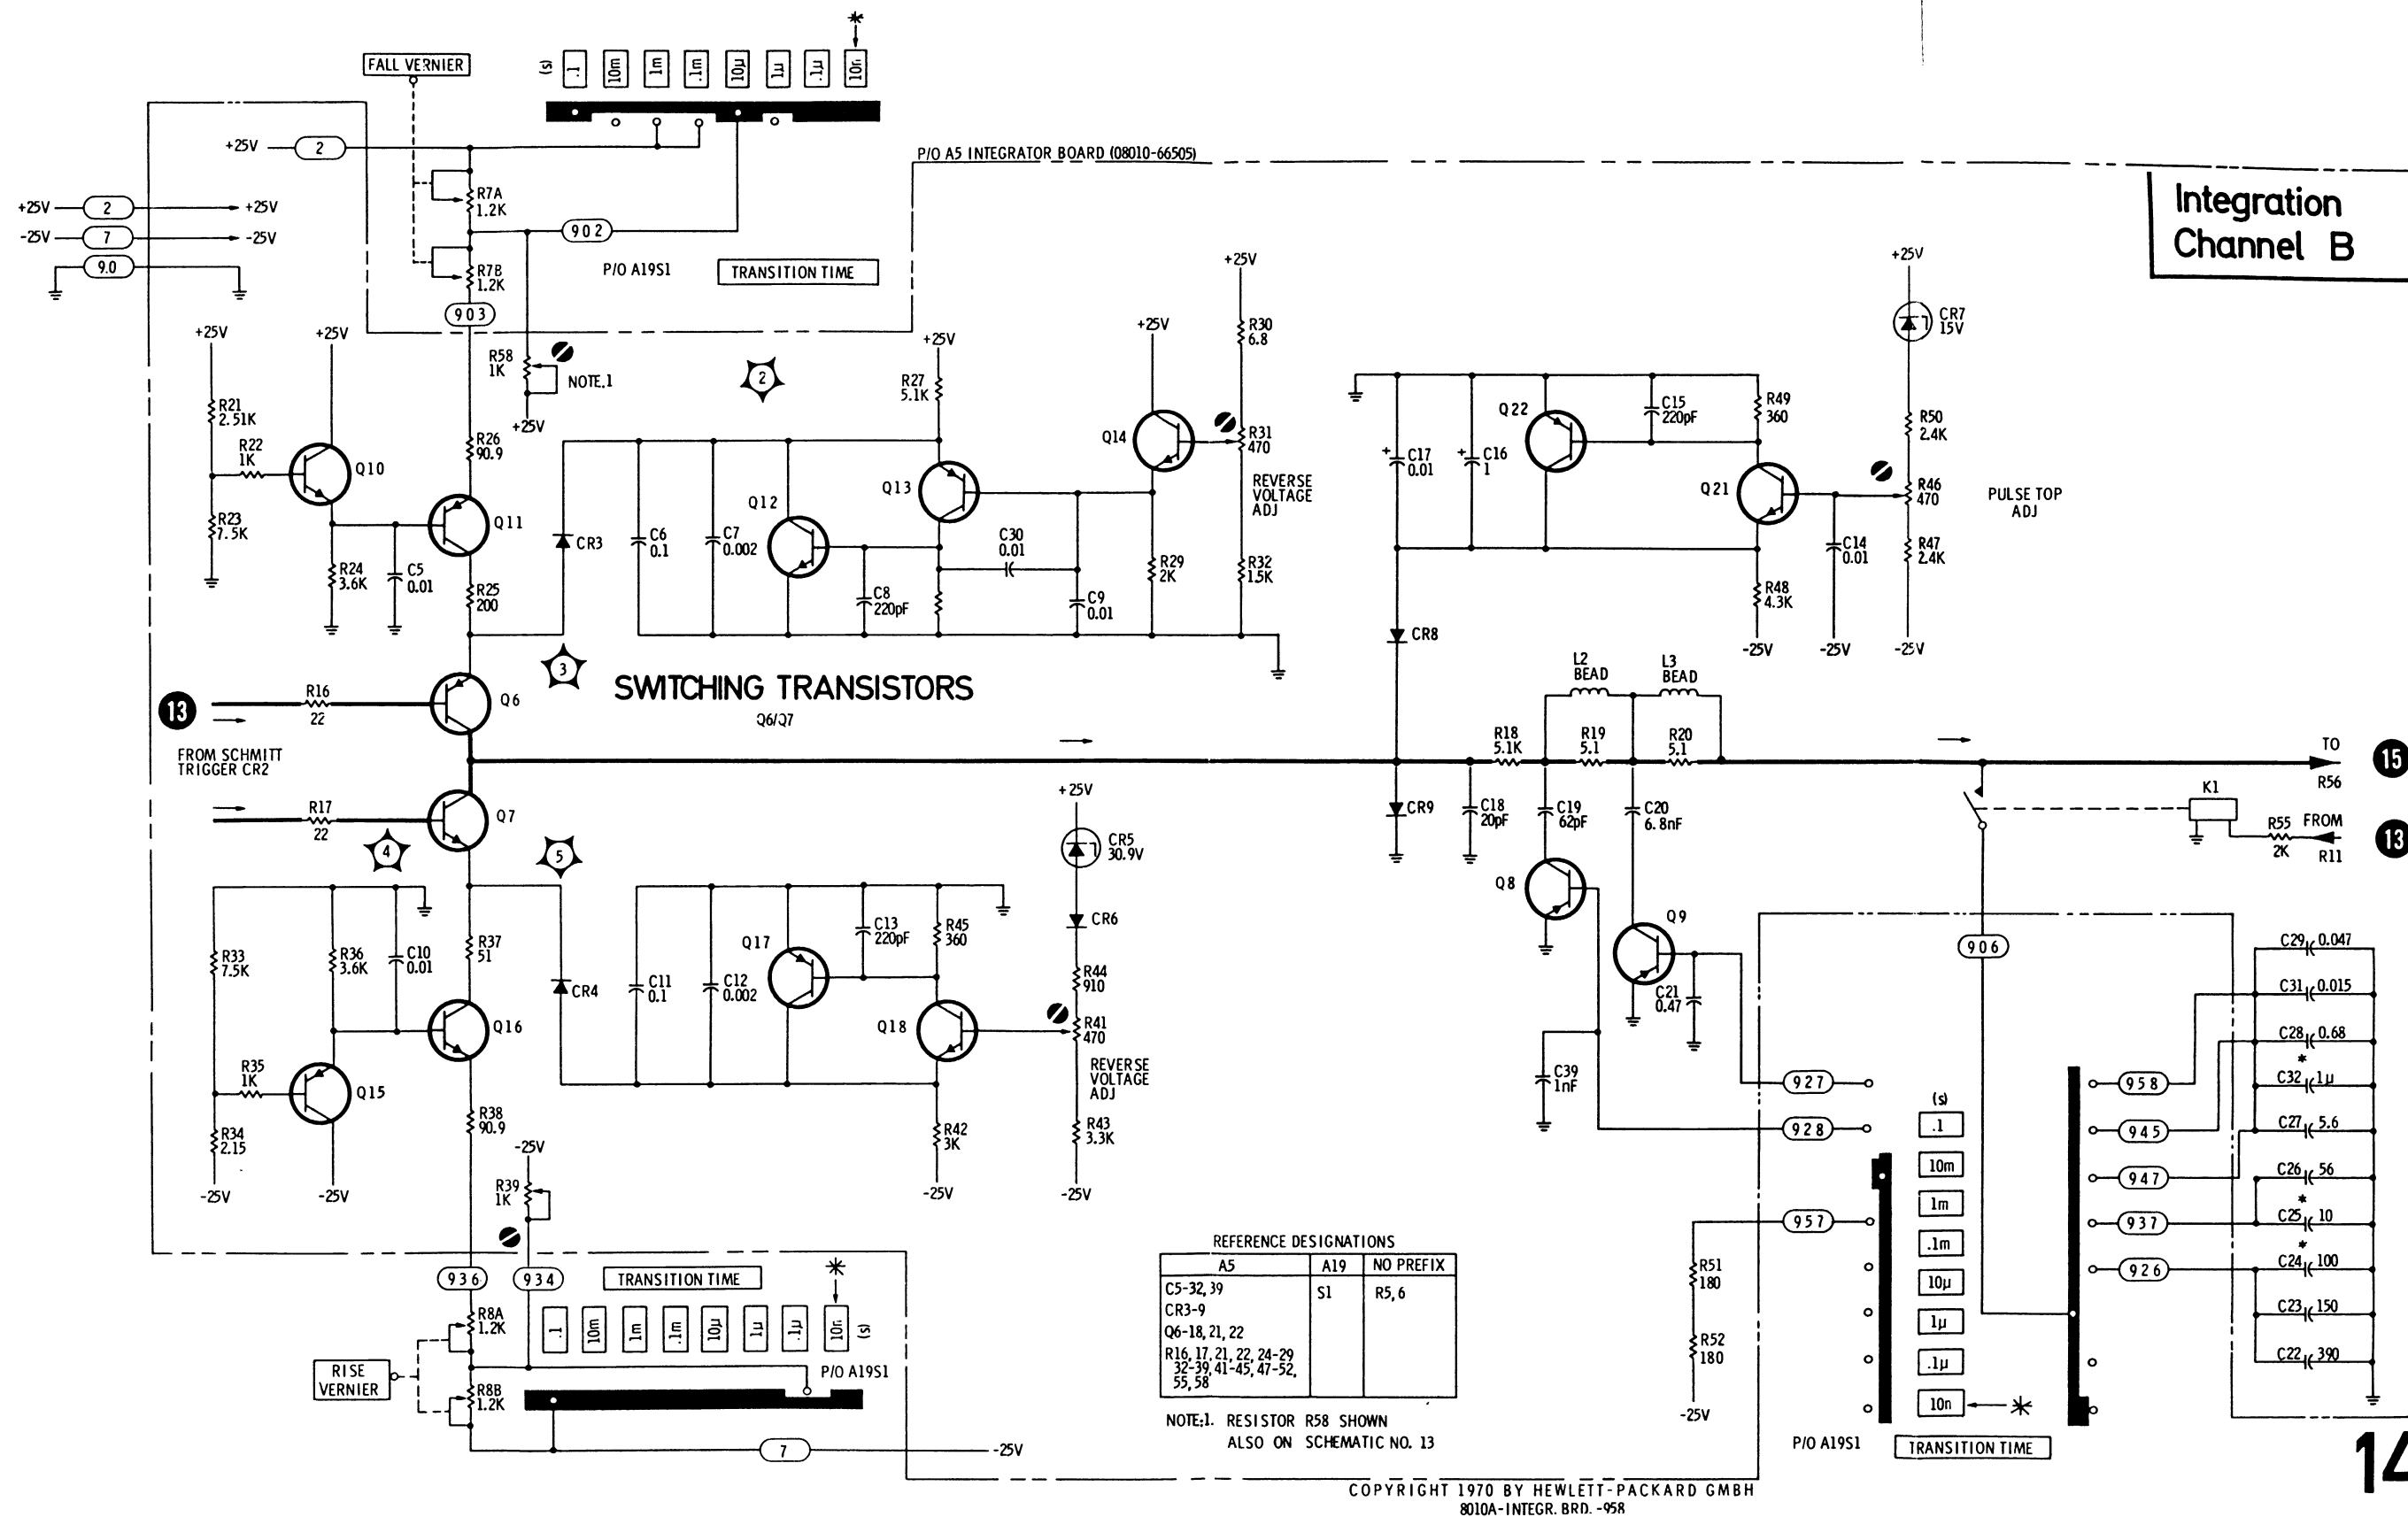 FALL VERNIER
(s) .1 10m 1m .1m 10µ 1µ .1µ 10n
*
+25V 2
P/O A5 INTEGRATOR BOARD (08010-66505)
Integration
Channel B
+25V 2 +25V
-25V 7 -25V
9.0
R7A
1.2K
902
R7B
1.2K
P/O A19S1
TRANSITION TIME
903
+25V
+25V
R58
1K
NOTE.1
+25V
2
+25V
R27
5.1K
+25V
+25V
R30
6.8
+25V
CR7
15V
R21
2.51K
R22
1K
Q10
R26
90.9
Q11
R23
7.5K
R24
3.6K
C5
0.01
R25
200
CR3
C6
0.1
C7
0.002
Q12
Q13
C8
220pF
C30
0.01
C9
0.01
Q14
R29
2K
R31
470
REVERSE
VOLTAGE
ADJ
R32
1.5K
C17
0.01
+
C16
1
+
Q22
C15
220pF
R49
360
Q21
R50
2.4K
R46
470
PULSE TOP
ADJ
R47
2.4K
C14
0.01
R48
4.3K
-25V
-25V
-25V
CR8
3
SWITCHING TRANSISTORS
Q6/Q7
13
R16
22
Q6
FROM SCHMITT
TRIGGER CR2
R17
22
Q7
4
5
L2
BEAD
L3
BEAD
R18
5.1K
R19
5.1
R20
5.1
TO
15
R56
K1
FROM
13
R55
2K
R11
CR9
C18
20pF
C19
62pF
C20
6.8nF
Q8
Q9
C21
0.47
C39
1nF
+25V
CR5
30.9V
CR6
R44
910
R41
470
REVERSE
VOLTAGE
ADJ
R43
3.3K
-25V
R33
7.5K
R36
3.6K
C10
0.01
R37
51
Q16
R35
1K
Q15
R34
2.15
-25V
-25V
R38
90.9
CR4
C11
0.1
C12
0.002
Q17
C13
220pF
R45
360
Q18
R42
3K
-25V
-25V
R39
1K
936
934
TRANSITION TIME
*
.1 10m 1m .1m 10µ 1µ .1µ 10n (s)
R8A
1.2K
RISE
VERNIER
R8B
1.2K
P/O A19S1
7
-25V
906
927
928
957
R51
180
R52
180
-25V
(s)
.1
10m
1m
.1m
10µ
1µ
.1µ
10n *
P/O A19S1
TRANSITION TIME
958
945
947
937
926
C29 0.047
C31 0.015
C28 0.68
*
C32 1µ
C27 5.6
C26 56
*
C25 10
*
C24 100
C23 150
C22 390
REFERENCE DESIGNATIONS
A5 A19 NO PREFIX
C5-32, 39 S1 R5, 6
CR3-9
Q6-18, 21, 22
R16, 17, 21, 22, 24-29
32-39, 41-45, 47-52,
55, 58
NOTE:1. RESISTOR R58 SHOWN
ALSO ON SCHEMATIC NO. 13
14
COPYRIGHT 1970 BY HEWLETT-PACKARD GMBH
8010A-INTEGR. BRD. -958